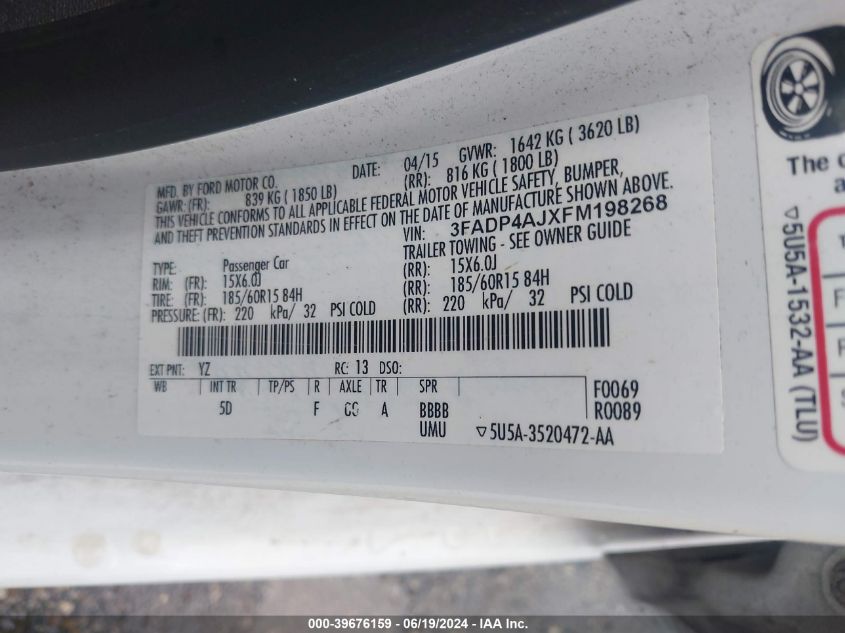 MFD. BY FORD MOTOR CO. DATE: 04/15 GVWR: 1642 KG ( 3620 LB)
GAWR:(FR): 839 KG ( 1850 LB) (RR): 816 KG ( 1800 LB)
THIS VEHICLE CONFORMS TO ALL APPLICABLE FEDERAL MOTOR VEHICLE SAFETY, BUMPER,
AND THEFT PREVENTION STANDARDS IN EFFECT ON THE DATE OF MANUFACTURE SHOWN ABOVE.
VIN: 3FADP4AJXFM198268
TRAILER TOWING - SEE OWNER GUIDE
TYPE: Passenger Car
RIM: (FR): 15X6.0J (RR): 15X6.0J
TIRE: (FR): 185/60R15 84H (RR): 185/60R15 84H
PRESSURE: (FR): 220 kPa/ 32 PSI COLD (RR): 220 kPa/ 32 PSI COLD
EXT PNT: YZ RC: 13 DSO:
WB INT TR TP/PS R AXLE TR SPR F0069
5D F A BBBB R0089
UMU ▽5U5A-3520472-AA
The
▽5U5A-1532-AA (TLU)
000-39676159 - 06/19/2024 - IAA Inc.